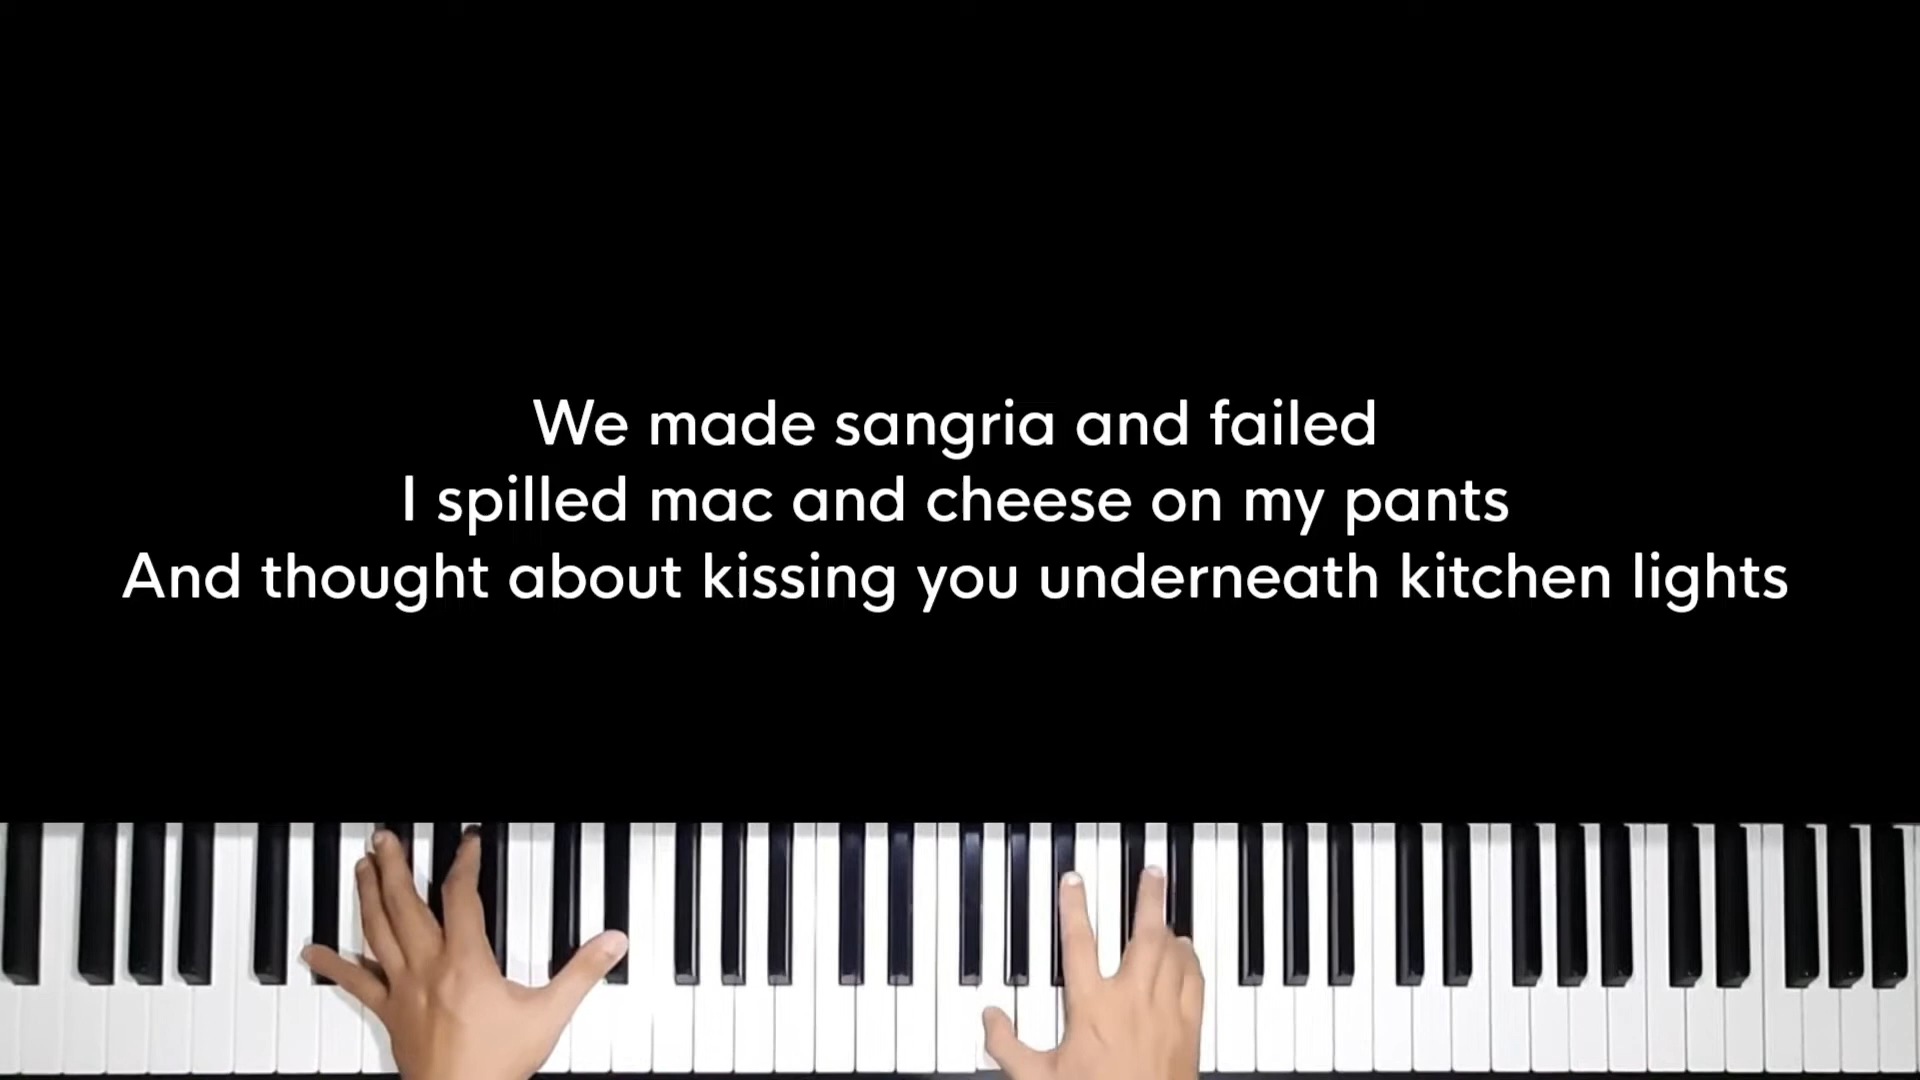 We made sangria and failed
I spilled mac and cheese on my pants
And thought about kissing you underneath kitchen lights